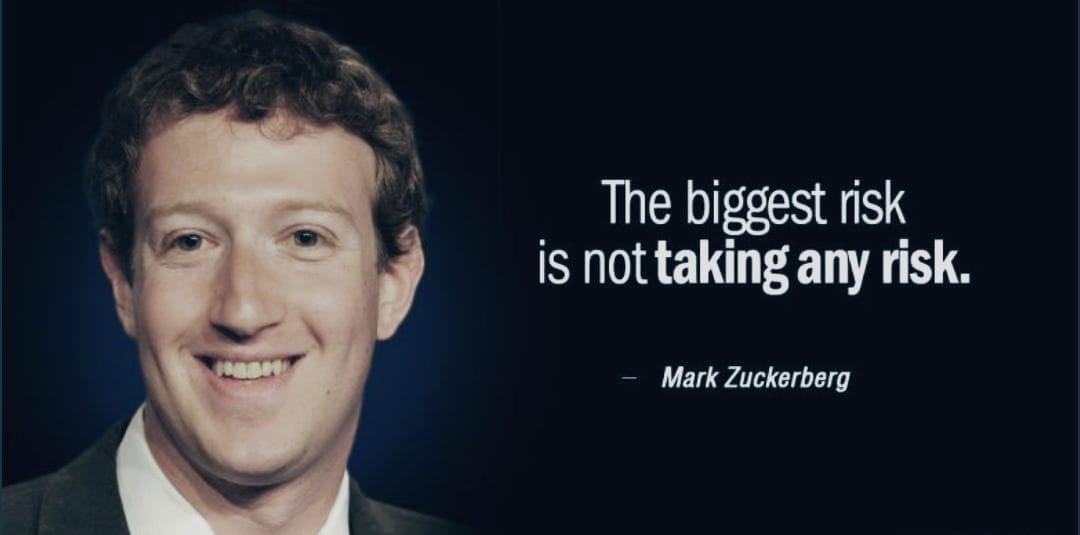 The biggest risk
is not taking any risk.
– Mark Zuckerberg